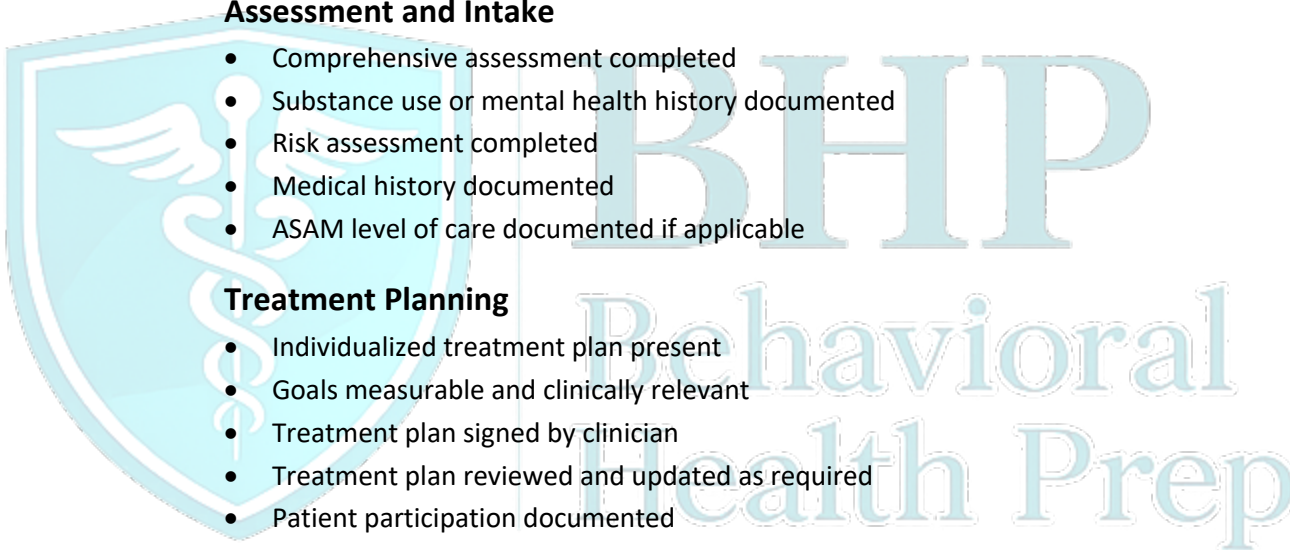 Assessment and Intake
• Comprehensive assessment completed
• Substance use or mental health history documented
• Risk assessment completed
• Medical history documented
• ASAM level of care documented if applicable
Treatment Planning
• Individualized treatment plan present
• Goals measurable and clinically relevant
• Treatment plan signed by clinician
• Treatment plan reviewed and updated as required
• Patient participation documented
BHP
Behavioral
Health Prep